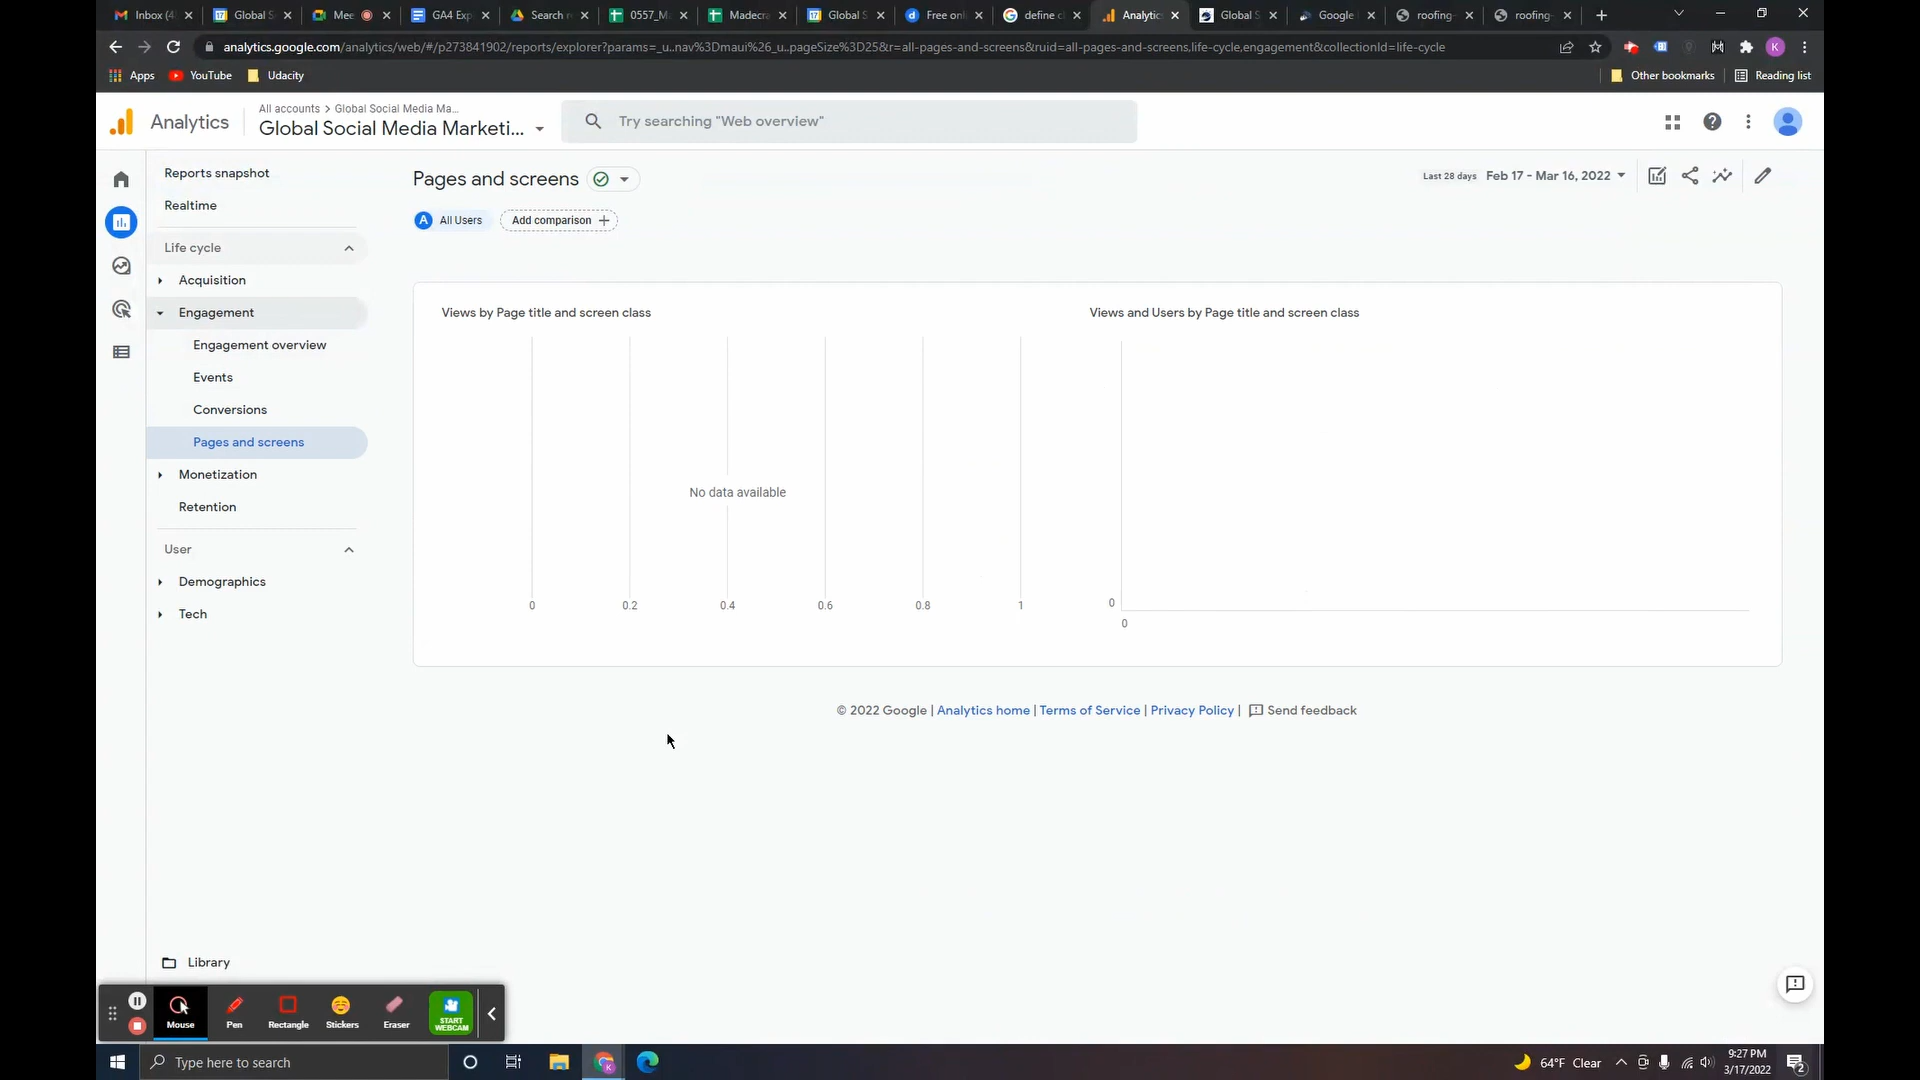 Inbox (4
Global S
Mee
GA4 Exp
Search r
0557_M
Madecra
Global S
Free onl
define cl
Analytic
Global S
Google
roofing-
roofing-
analytics.google.com/analytics/web/#/p273841902/reports/explorer?params=_u..nav%3Dmaui%26_u..pageSize%3D25&r=all-pages-and-screens&ruid=all-pages-and-screens,life-cycle,engagement&collectionId=life-cycle
K
Apps
YouTube
Udacity
Other bookmarks
Reading list
Analytics
All accounts > Global Social Media Ma...
Global Social Media Marketi...
Try searching "Web overview"
Reports snapshot
Realtime
Life cycle
Acquisition
Engagement
Engagement overview
Events
Conversions
Pages and screens
Monetization
Retention
User
Demographics
Tech
Library
Pages and screens
Last 28 days Feb 17 - Mar 16, 2022
A All Users
Add comparison +
Views by Page title and screen class
No data available
0 0.2 0.4 0.6 0.8 1
Views and Users by Page title and screen class
0
0
© 2022 Google | Analytics home | Terms of Service | Privacy Policy | Send feedback
Mouse
Pen
Rectangle
Stickers
Eraser
START
WEBCAM
Type here to search
K
64°F Clear
9:27 PM
3/17/2022
2